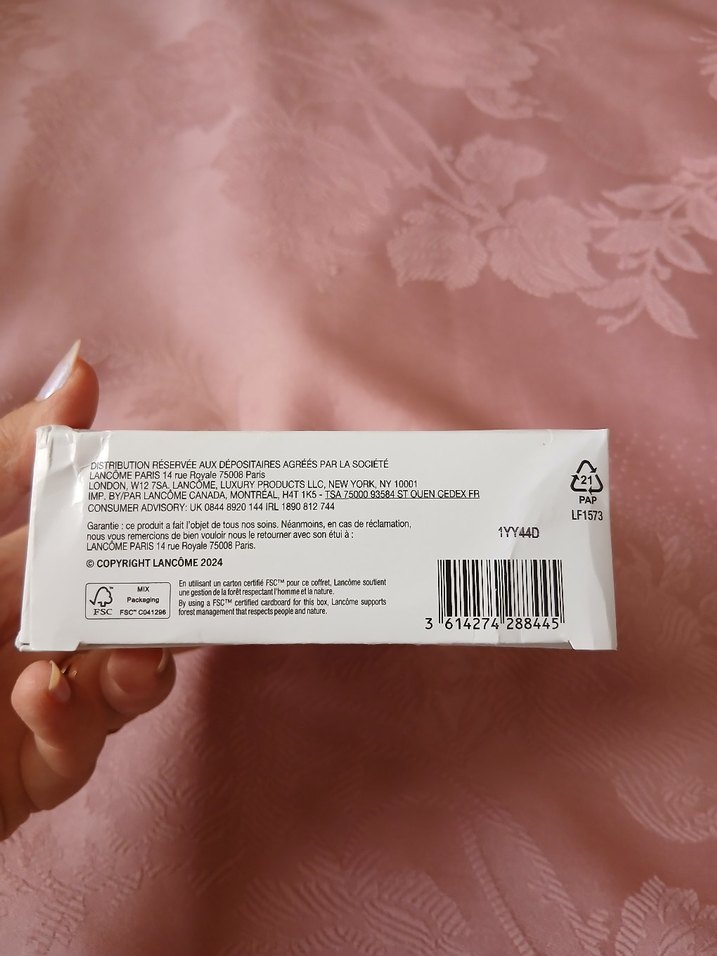 DISTRIBUTION RÉSERVÉE AUX DÉPOSITAIRES AGRÉÉS PAR LA SOCIÉTÉ
LANCÔME PARIS 14 rue Royale 75008 Paris
LONDON, W12 7SA. LANCÔME, LUXURY PRODUCTS LLC, NEW YORK, NY 10001
IMP. BY/PAR LANCÔME CANADA, MONTRÉAL, H4T 1K5 - TSA 75000 93584 ST OUEN CEDEX FR
CONSUMER ADVISORY: UK 0844 8920 144 IRL 1890 812 744
Garantie : ce produit a fait l'objet de tous nos soins. Néanmoins, en cas de réclamation,
nous vous remercions de bien vouloir nous le retourner avec son étui à :
LANCÔME PARIS 14 rue Royale 75008 Paris.
© COPYRIGHT LANCÔME 2024
FSC
MIX
Packaging
FSC™ C041296
En utilisant un carton certifié FSC™ pour ce coffret, Lancôme soutient
une gestion de la forêt respectant l'homme et la nature.
By using a FSC™ certified cardboard for this box, Lancôme supports
forest management that respects people and nature.
21
PAP
LF1573
1YY44D
3 614274 288445